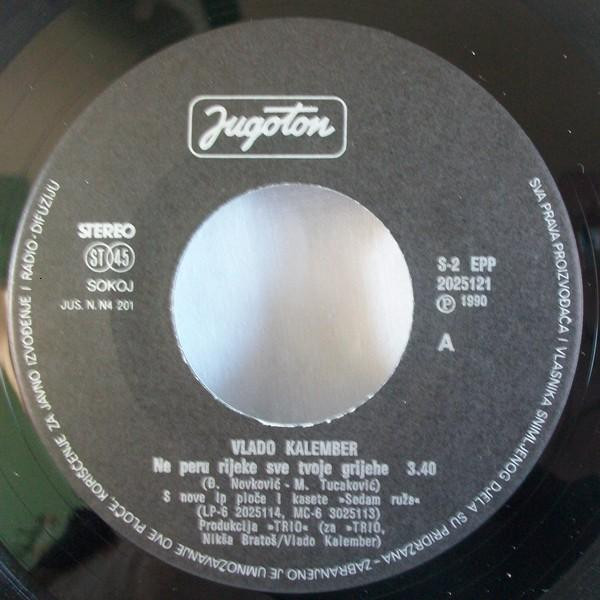 Jugoton
STEREO
ST 45
SOKOJ
JUS. N. N4 201
S-2 EPP
2025121
Ⓟ 1990
A
VLADO KALEMBER
Ne peru rijeke sve tvoje grijehe 3.40
(Đ. Novković - M. Tucaković)
S nove lp ploče i kasete »Sedam ruža«
(LP-6 2025114, MC-6 3025113)
Produkcija »TRIO« (za »TRIO,
Nikša Bratoš/Vlado Kalember)
SVA PRAVA PROIZVOĐAČA I VLASNIKA SNIMLJENOG DJELA SU PRIDRŽANA - ZABRANJENO JE UMNOŽAVANJE OVE PLOČE, KORIŠĆENJE ZA JAVNO IZVOĐENJE I RADIO-DIFUZIJU